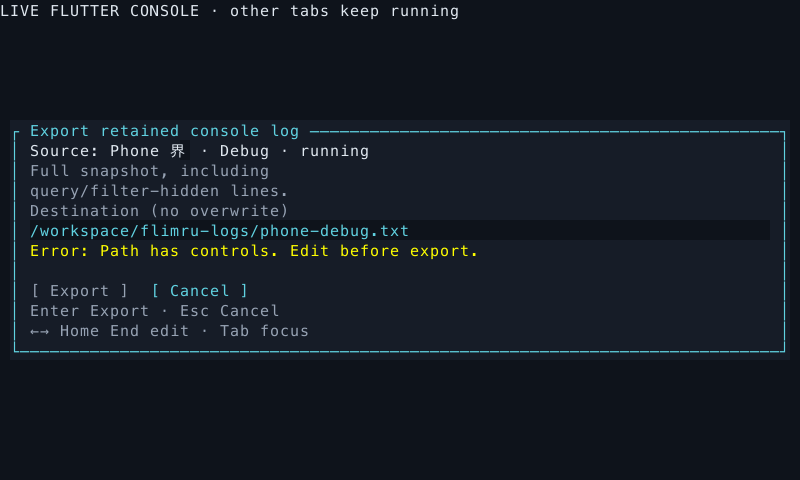 LIVE FLUTTER CONSOLE · other tabs keep running
Export retained console log
Source: Phone 界 · Debug · running
Full snapshot, including
query/filter-hidden lines.
Destination (no overwrite)
/workspace/flimru-logs/phone-debug.txt
Error: Path has controls. Edit before export.
[ Export ] [ Cancel ]
Enter Export · Esc Cancel
←→ Home End edit · Tab focus